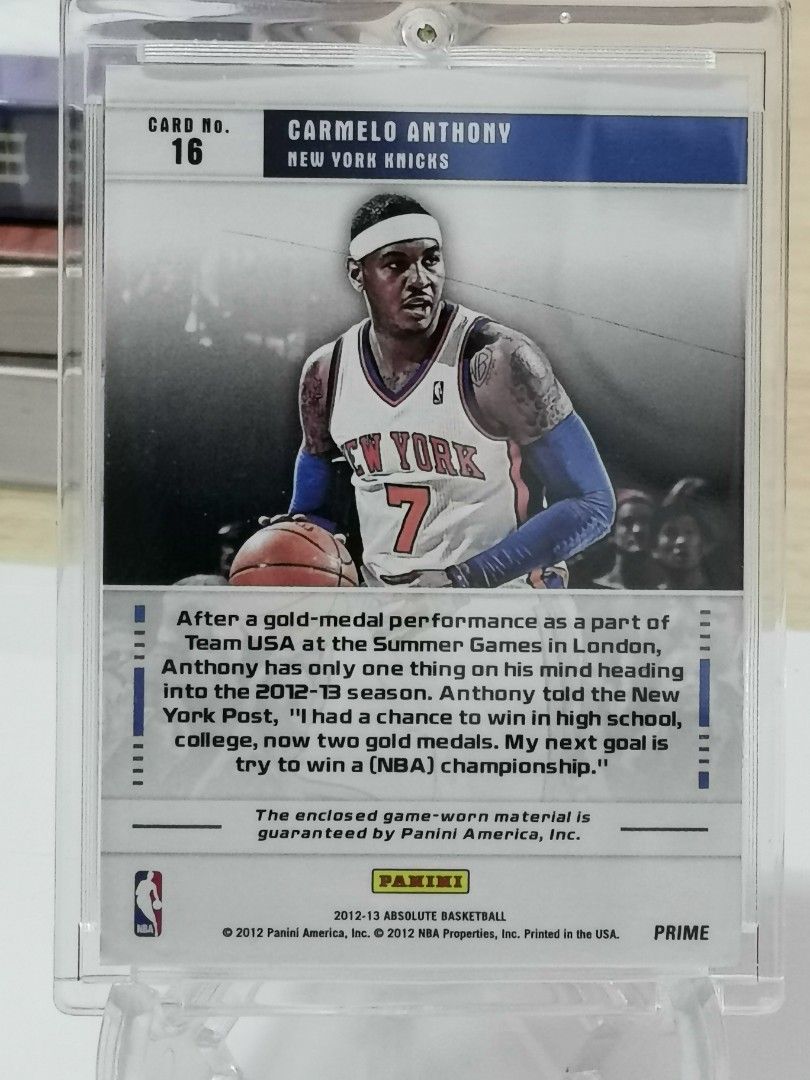 CARD No.
16
CARMELO ANTHONY
NEW YORK KNICKS
EW YORK
7
After a gold-medal performance as a part of
Team USA at the Summer Games in London,
Anthony has only one thing on his mind heading
into the 2012-13 season. Anthony told the New
York Post, "I had a chance to win in high school,
college, now two gold medals. My next goal is
try to win a (NBA) championship."
The enclosed game-worn material is
guaranteed by Panini America, Inc.
PANINI
NBA
2012-13 ABSOLUTE BASKETBALL
© 2012 Panini America, Inc. © 2012 NBA Properties, Inc. Printed in the USA.
PRIME